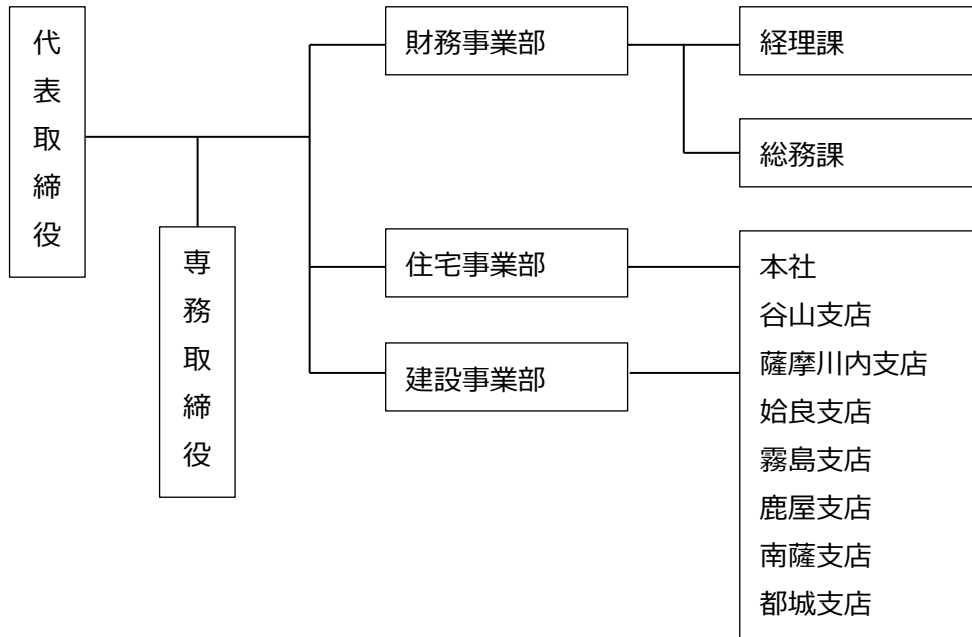 代表取締役
専務取締役
財務事業部
経理課
総務課
住宅事業部
建設事業部
本社
谷山支店
薩摩川内支店
姶良支店
霧島支店
鹿屋支店
南薩支店
都城支店